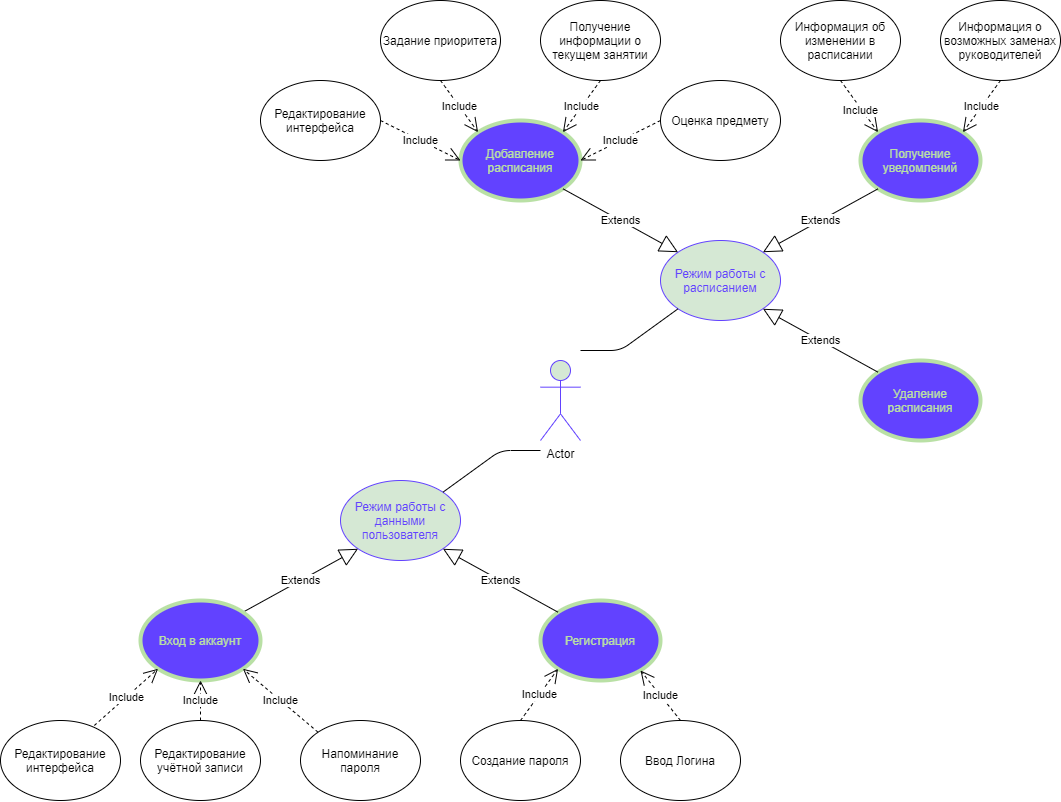 Задание приоритета
Получение
информации о
текущем занятии
Информация об
изменении в
расписании
Информация о
возможных заменах
руководителей
Include
Include
Include
Include
Редактирование
интерфейса
Include
Include
Оценка предмету
Добавление
расписания
Получение
уведомлений
Extends
Extends
Режим работы с
расписанием
Extends
Удаление
расписания
Actor
Режим работы с
данными
пользователя
Extends
Extends
Вход в аккаунт
Регистрация
Include
Include
Include
Include
Include
Редактирование
интерфейса
Редактирование
учётной записи
Напоминание
пароля
Создание пароля
Ввод Логина